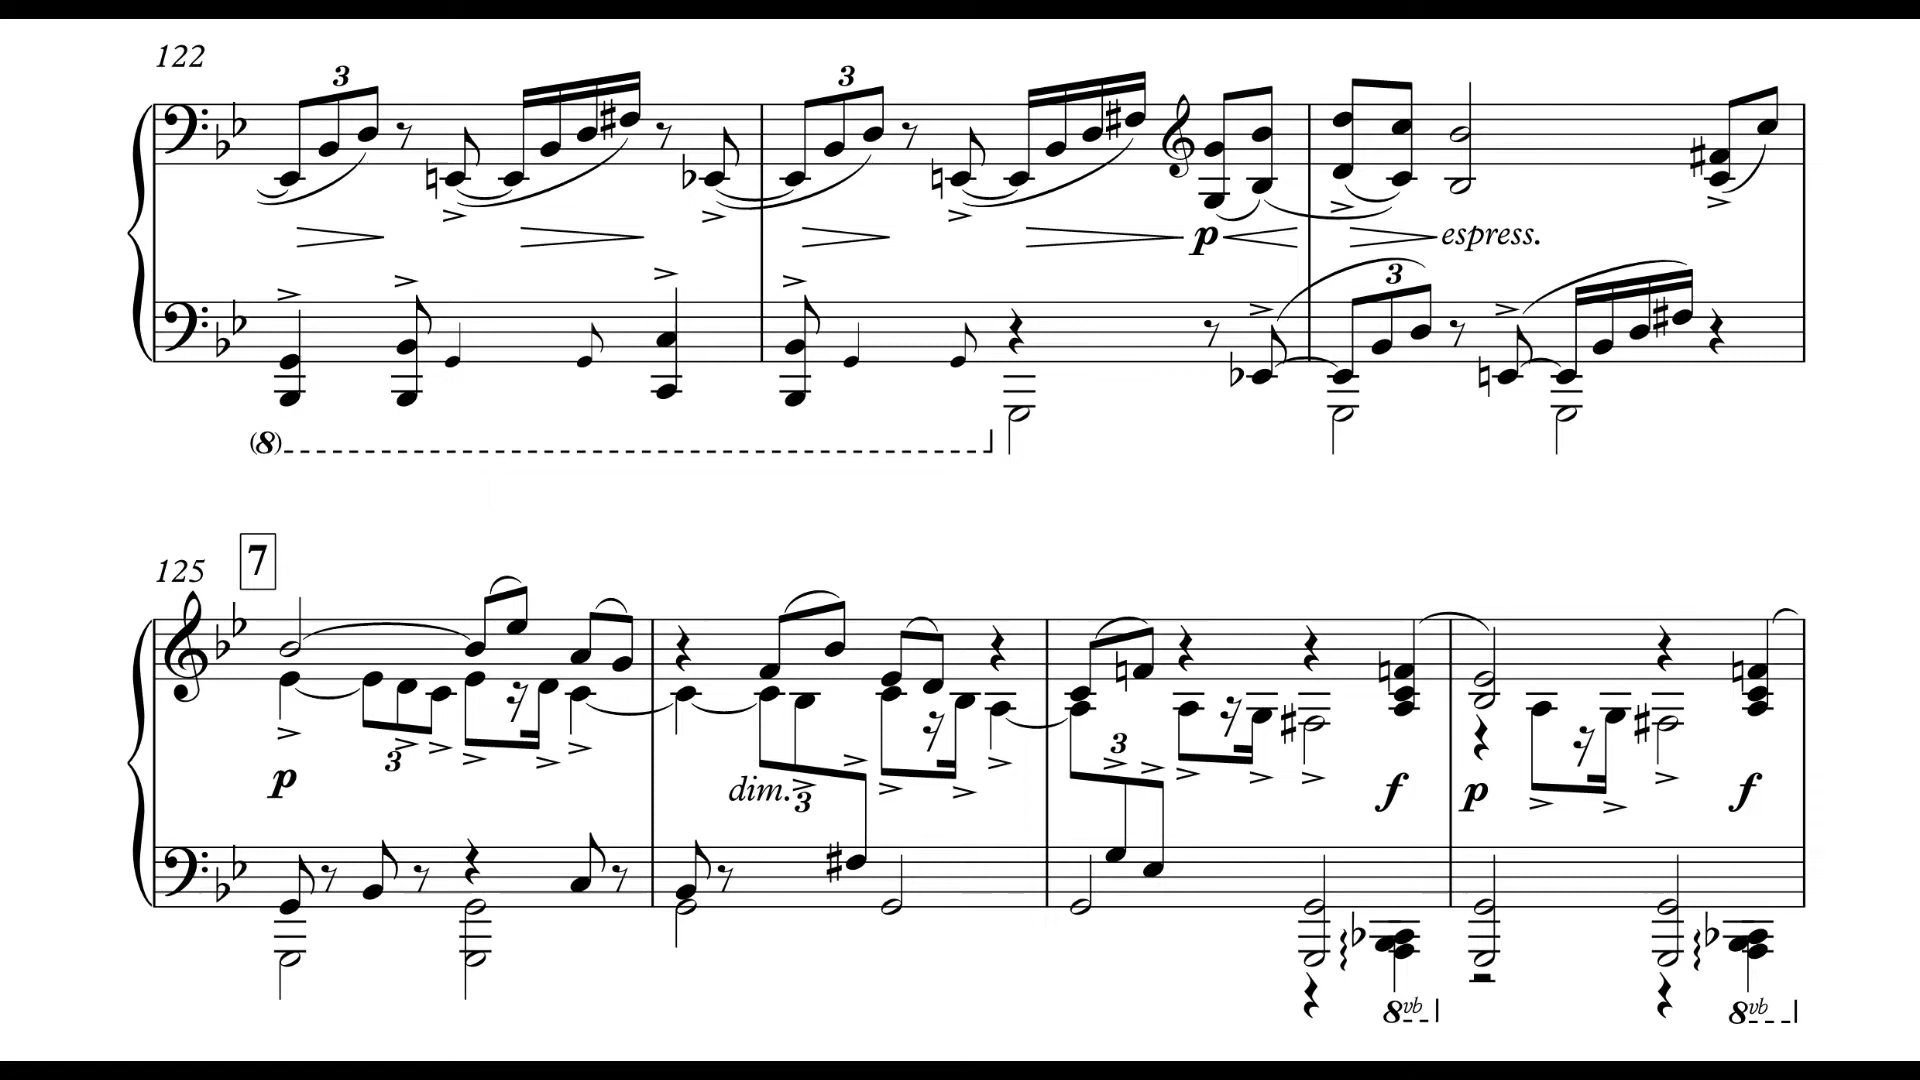 122
3 3
p espress.
3
(8)
7
125
3 3
p dim. 3 f p f
8vb 8vb